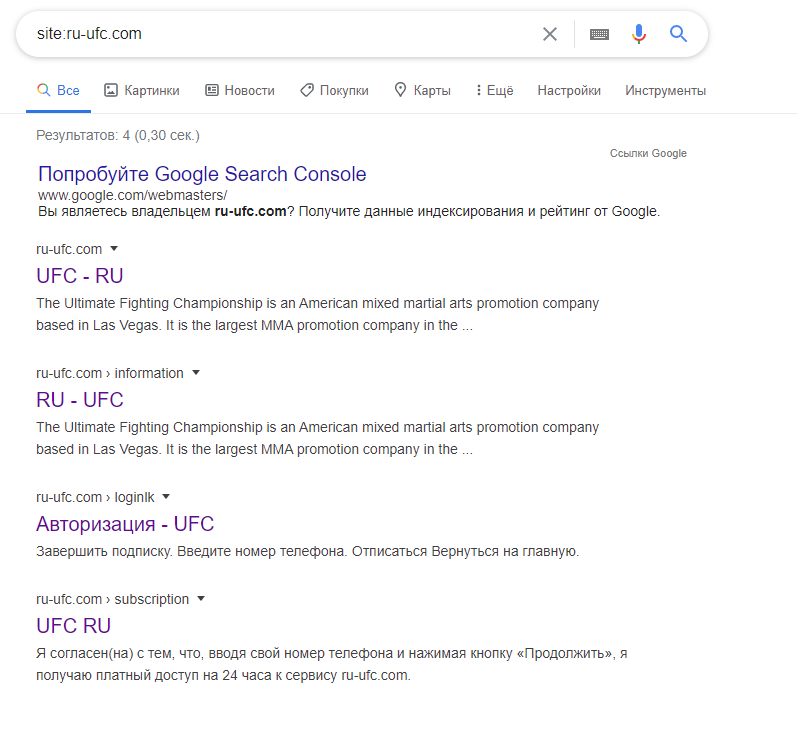 site:ru-ufc.com
Все Картинки Новости Покупки Карты Ещё Настройки Инструменты
Результатов: 4 (0,30 сек.)
Ссылки Google
Попробуйте Google Search Console
www.google.com/webmasters/
Вы являетесь владельцем ru-ufc.com? Получите данные индексирования и рейтинг от Google.
ru-ufc.com
UFC - RU
The Ultimate Fighting Championship is an American mixed martial arts promotion company
based in Las Vegas. It is the largest MMA promotion company in the ...
ru-ufc.com › information
RU - UFC
The Ultimate Fighting Championship is an American mixed martial arts promotion company
based in Las Vegas. It is the largest MMA promotion company in the ...
ru-ufc.com › loginlk
Авторизация - UFC
Завершить подписку. Введите номер телефона. Отписаться Вернуться на главную.
ru-ufc.com › subscription
UFC RU
Я согласен(на) с тем, что, вводя свой номер телефона и нажимая кнопку «Продолжить», я
получаю платный доступ на 24 часа к сервису ru-ufc.com.